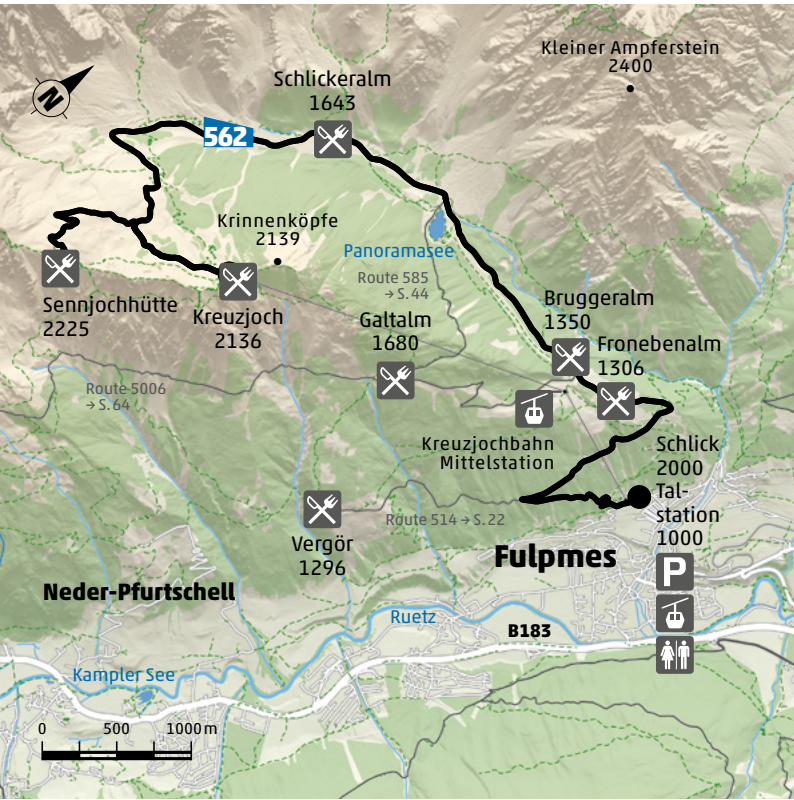 Kleiner Ampferstein
2400
Schlickeralm
1643
N
562
Krinnenköpfe
2139
Panoramasee
Route 585
→ S. 44
Sennjochhütte
2225
Kreuzjoch
2136
Galtalm
1680
Bruggeralm
1350
Fronebenalm
1306
Route 5006
→ S. 64
Kreuzjochbahn
Mittelstation
Schlick
2000
Tal-
station
1000
Vergör
1296
Route 514 → S. 22
Fulpmes
P
Neder-Pfurtschell
Ruetz
B183
Kampler See
0 500 1000 m